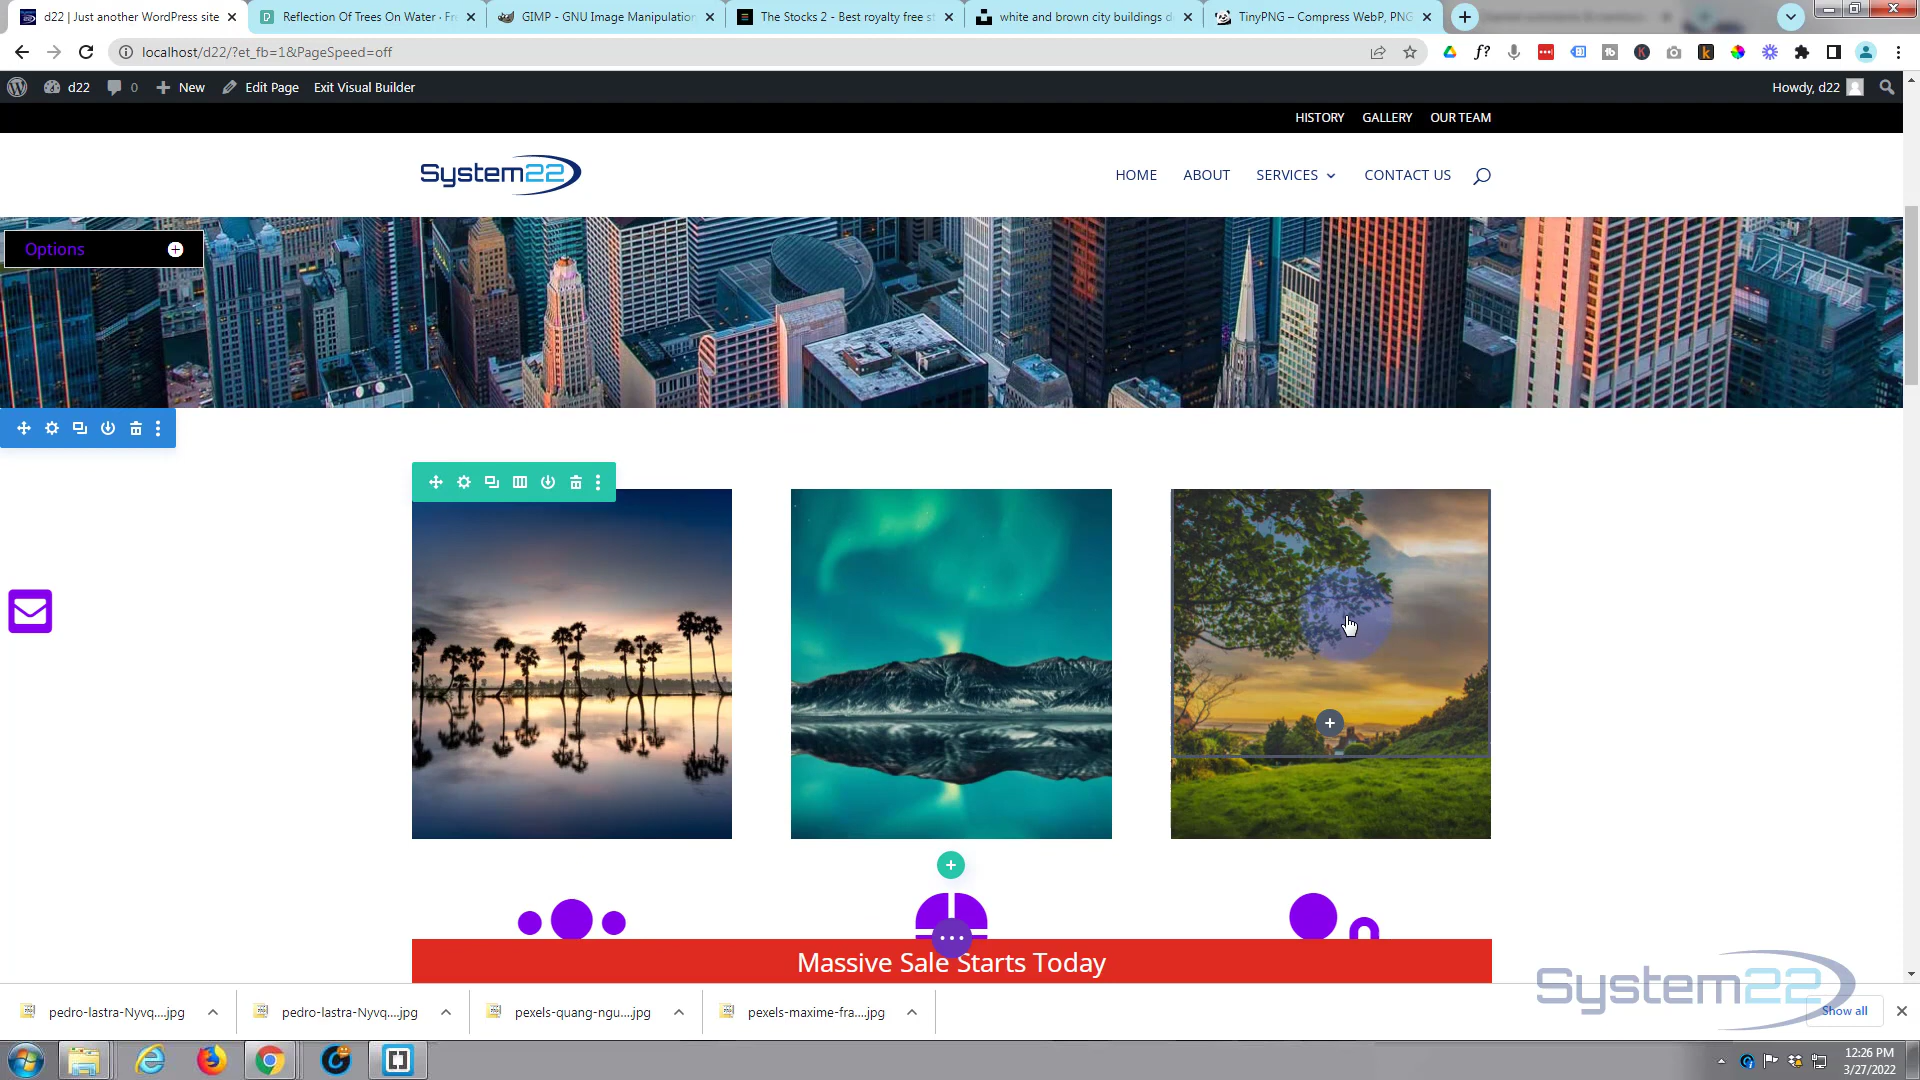 d22 | Just another WordPress site
Reflection Of Trees On Water · Fre
GIMP - GNU Image Manipulation
The Stocks 2 - Best royalty free st
white and brown city buildings d
TinyPNG – Compress WebP, PNG
localhost/d22/?et_fb=1&PageSpeed=off
d22
0
New
Edit Page
Exit Visual Builder
Howdy, d22
HISTORY
GALLERY
OUR TEAM
System22
HOME
ABOUT
SERVICES
CONTACT US
Options
Massive Sale Starts Today
System22
pedro-lastra-Nyvq....jpg
pedro-lastra-Nyvq....jpg
pexels-quang-ngu....jpg
pexels-maxime-fra....jpg
Show all
12:26 PM
3/27/2022